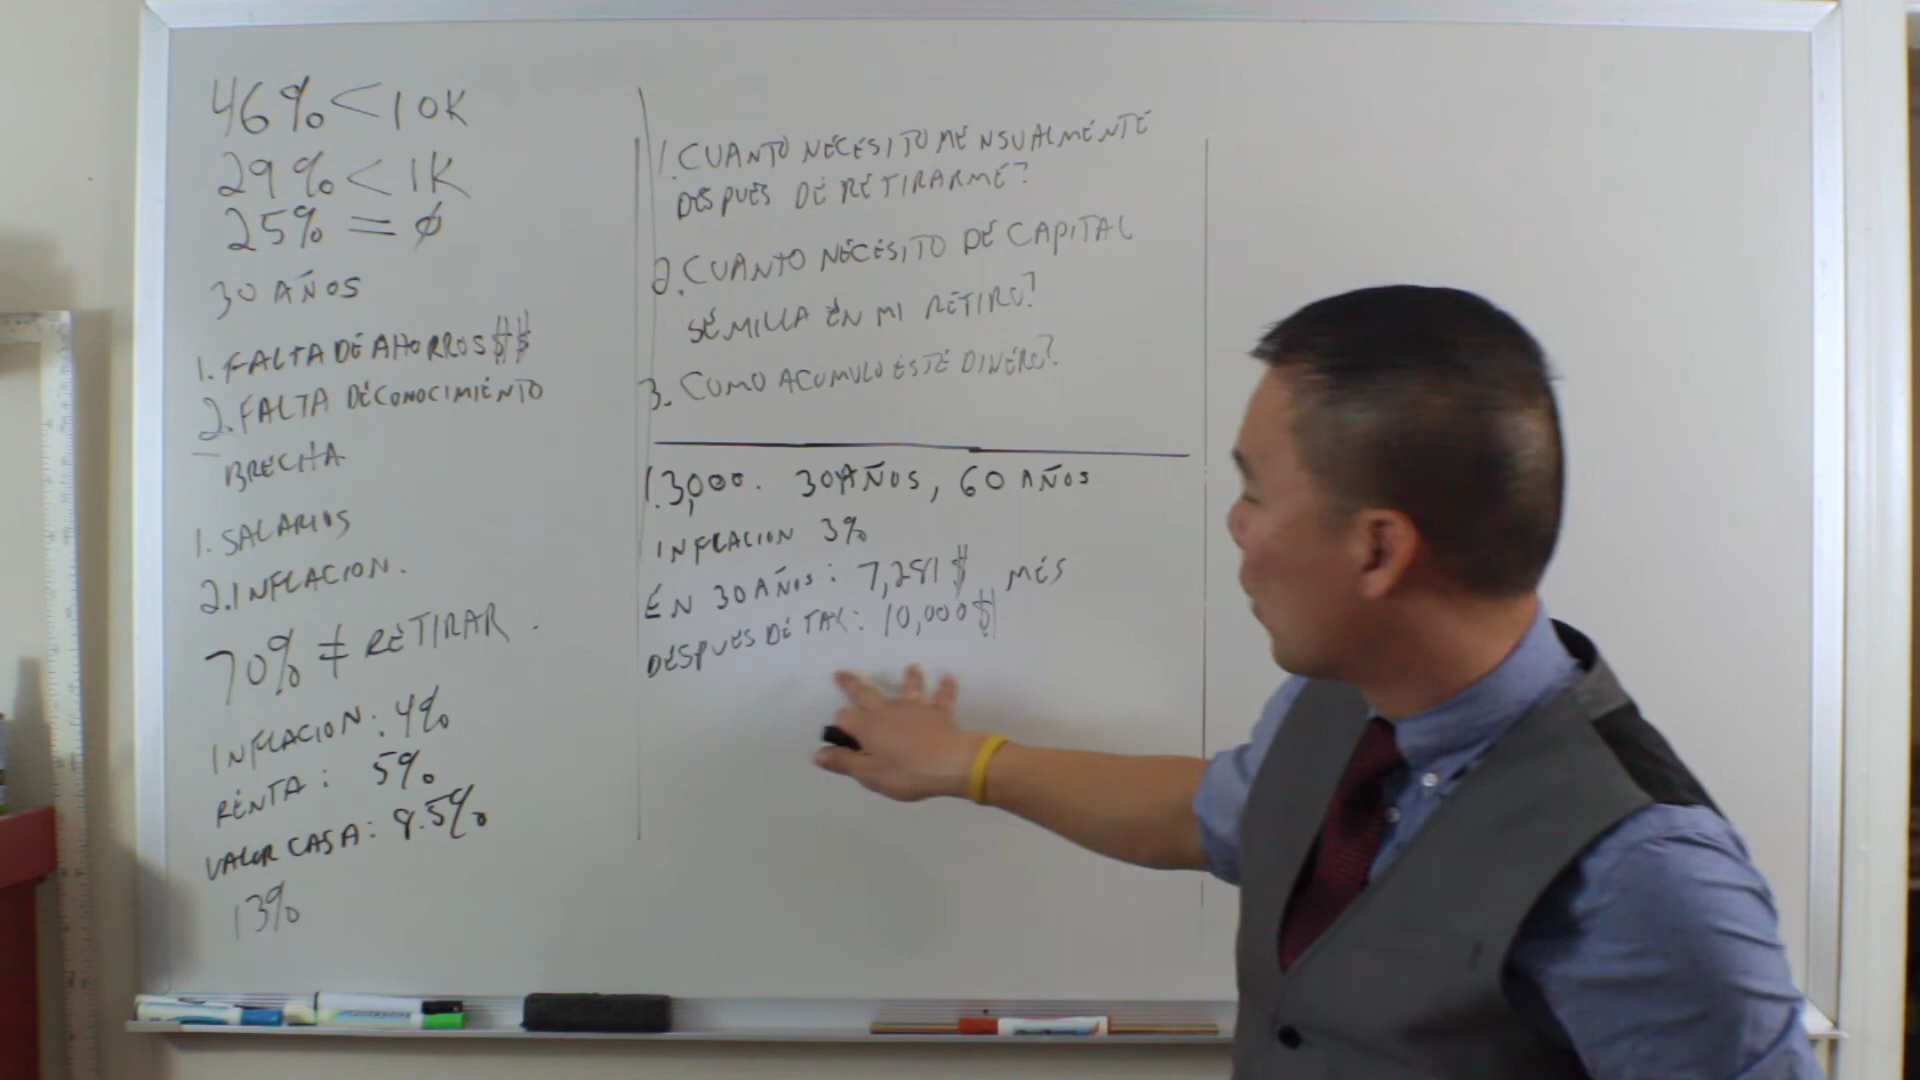 46% < 10K
29% < 1K
25% = ∅
30 AÑOS
1. FALTA DE AHORROS $$
2. FALTA DE CONOCIMIENTO
BRECHA
1. SALARIOS
2. INFLACION.
70% ≠ RETIRAR.
INFLACION: 4%
RENTA: 5%
VALOR CASA: 8.5%
13%
1. CUANTO NECESITO MENSUALMENTE
DESPUES DE RETIRARME?
2. CUANTO NECESITO DE CAPITAL
SEMILLA EN MI RETIRO?
3. COMO ACUMULO ESTE DINERO?
1. 3,000. 30 AÑOS, 60 AÑOS
INFLACION 3%
EN 30 AÑOS: 7,281 $ MES
DESPUES DE TAX: 10,000 $